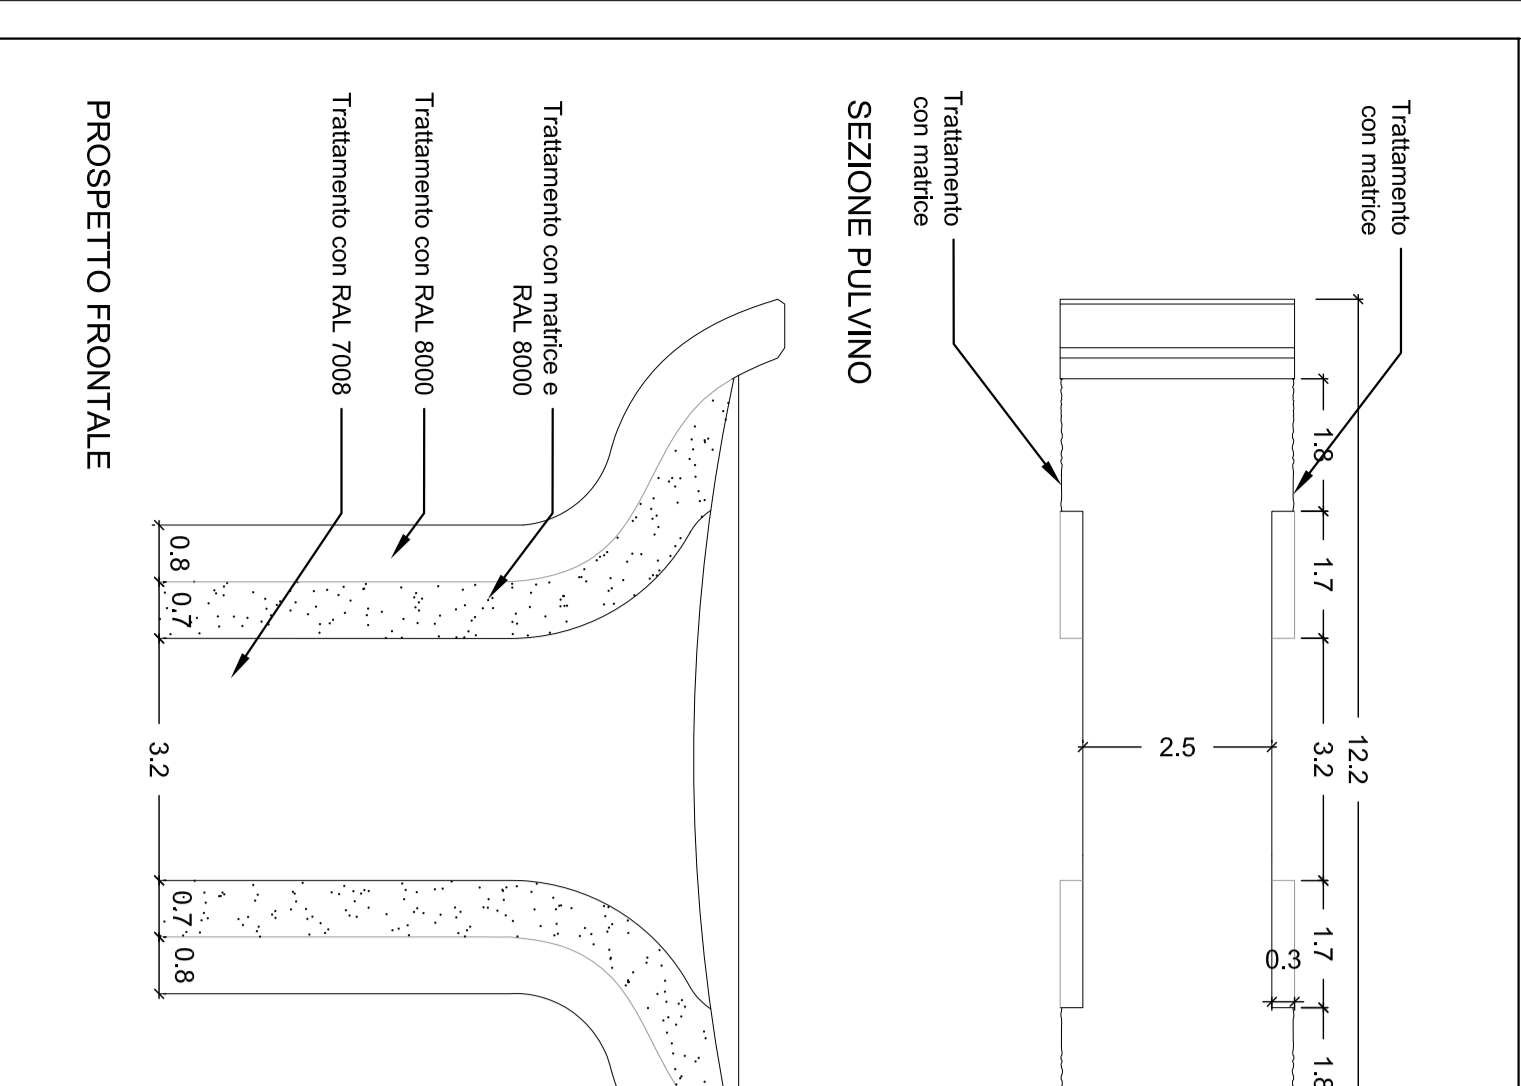 Trattamento
con matrice
12.2
1.8
1.7
3.2
1.7
1.8
2.5
0.3
Trattamento
con matrice
SEZIONE PULVINO
Trattamento con matrice e
RAL 8000
Trattamento con RAL 8000
Trattamento con RAL 7008
0.8
0.7
3.2
0.7
0.8
PROSPETTO FRONTALE